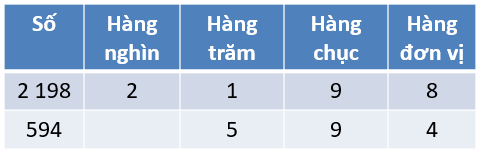 Số Hàng nghìn Hàng trăm Hàng chục Hàng đơn vị
2 198 2 1 9 8
594 5 9 4